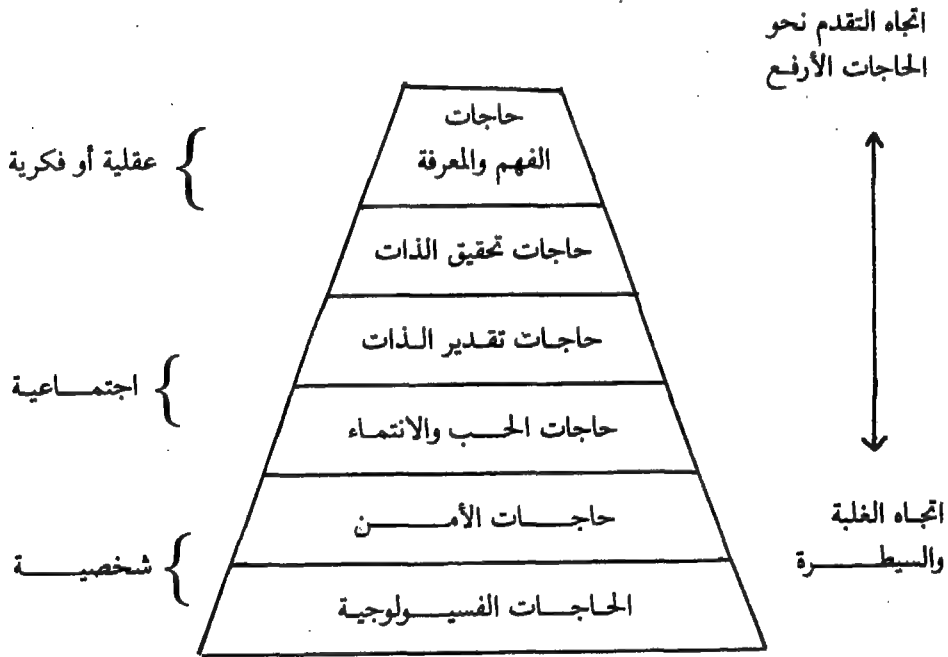 اتجاه التقدم نحو
الحاجات الأرفع
حاجات
الفهم والمعرفة
عقلية أو فكرية
حاجات تحقيق الذات
حاجات تقدير الذات
اجتماعية
حاجات الحب والانتماء
حاجات الأمن
اتجاه الغلبة
والسيطرة
شخصية
الحاجات الفسيولوجية